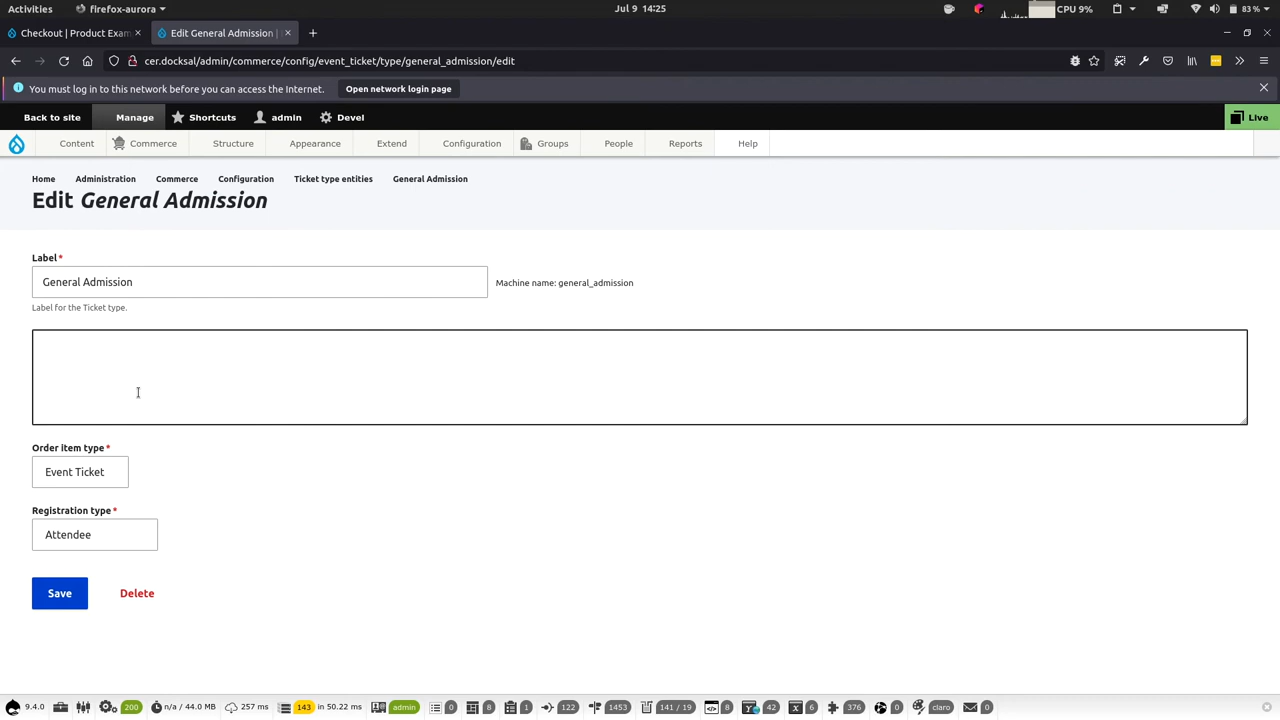 Activities firefox-aurora Jul 9 14:25 CPU 9% 83 %
Checkout | Product Exam Edit General Admission |
cer.docksal/admin/commerce/config/event_ticket/type/general_admission/edit
You must log in to this network before you can access the Internet. Open network login page
Back to site Manage Shortcuts admin Devel Live
Content Commerce Structure Appearance Extend Configuration Groups People Reports Help
Home Administration Commerce Configuration Ticket type entities General Admission
Edit General Admission
Label*
General Admission Machine name: general_admission
Label for the Ticket type.
Order item type*
Event Ticket
Registration type*
Attendee
Save Delete
9.4.0 200 n/a / 44.0 MB 257 ms 143 in 50.22 ms admin 0 8 1 122 1453 141 / 19 8 42 6 376 0 claro 0